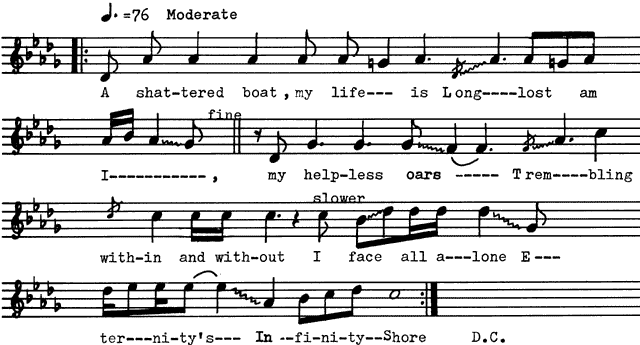 ♩.=76 Moderate
A shat-tered boat, my life--- is Long----lost am
fine
I-----------, my help-less oars ----- Trem---bling
slower
with-in and with-out I face all a---lone E---
ter---ni-ty's--- In --fi-ni-ty--Shore D.C.